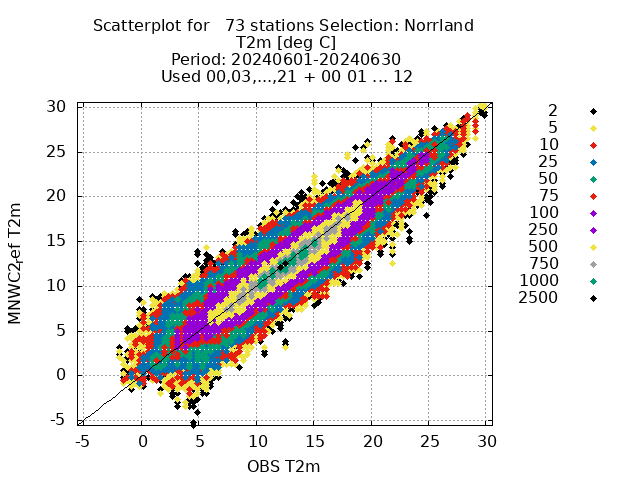 Scatterplot for   73 stations Selection: Norrland
T2m [deg C]
Period: 20240601-20240630
Used 00,03,...,21 + 00 01 ... 12
30
25
20
15
10
5
0
-5
-5 0 5 10 15 20 25 30
OBS T2m
MNWC2,ef T2m
2
5
10
25
50
75
100
250
500
750
1000
2500